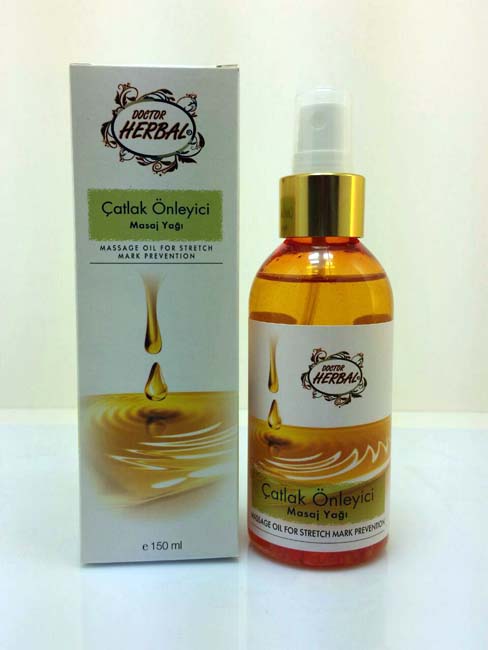 DOCTOR
HERBAL
Çatlak Önleyici
Masaj Yağı
MASSAGE OIL FOR STRETCH
MARK PREVENTION
e 150 ml
DOCTOR
HERBAL
Çatlak Önleyici
Masaj Yağı
MASSAGE OIL FOR STRETCH MARK PREVENTION